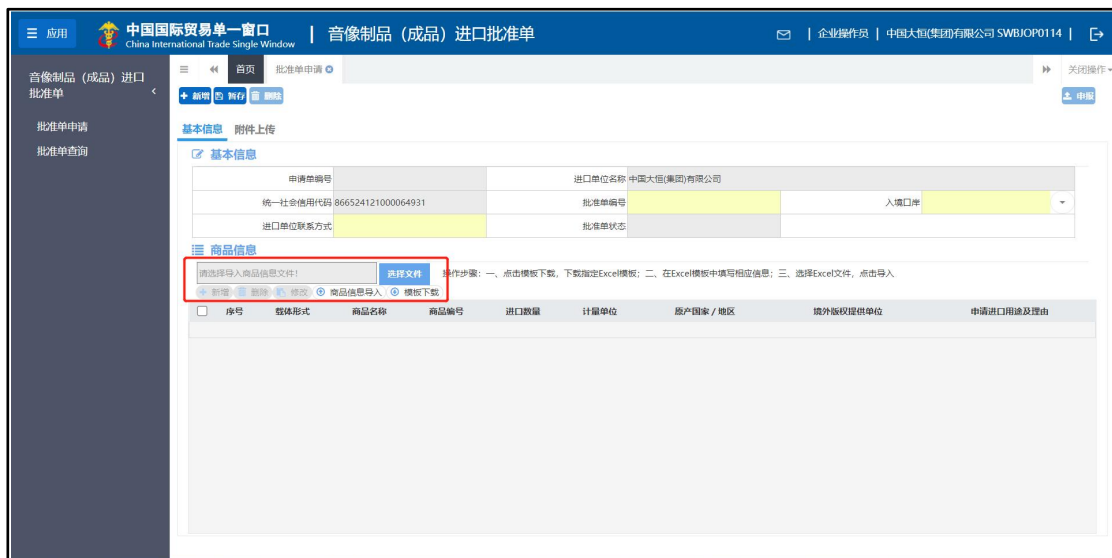 应用 中国国际贸易单一窗口 | 音像制品（成品）进口批准单 | 企业操作员 | 中国大恒(集团)有限公司 SWBJOP0114 |
China International Trade Single Window
音像制品（成品）进口批准单
批准单申请
批准单查询
首页 批准单申请 关闭操作
新增 暂存 删除 申报
基本信息 附件上传
基本信息
申请单编号 进口单位名称 中国大恒(集团)有限公司
统一社会信用代码 866524121000064931 批准单编号 入境口岸
进口单位联系方式 批准单状态
商品信息
请选择导入商品信息文件! 选择文件 操作步骤：一、点击模板下载，下载指定Excel模板；二、在Excel模板中填写相应信息；三、选择Excel文件，点击导入
新增 删除 修改 商品信息导入 模板下载
序号 载体形式 商品名称 商品编号 进口数量 计量单位 原产国家 / 地区 境外版权提供单位 申请进口用途及理由